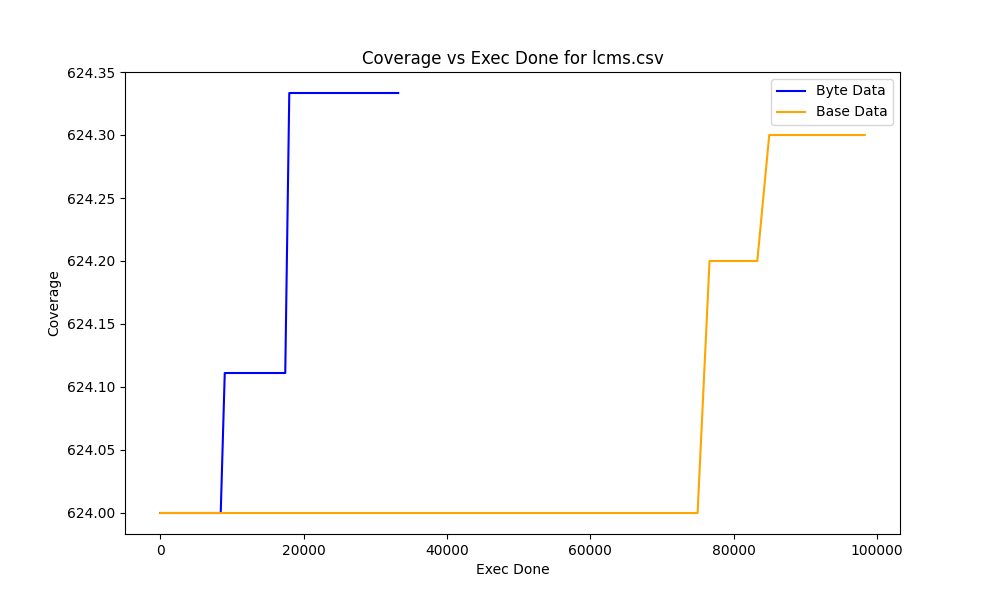 Coverage vs Exec Done for lcms.csv
624.35
624.30
624.25
624.20
624.15
624.10
624.05
624.00
Coverage
Byte Data
Base Data
0 20000 40000 60000 80000 100000
Exec Done